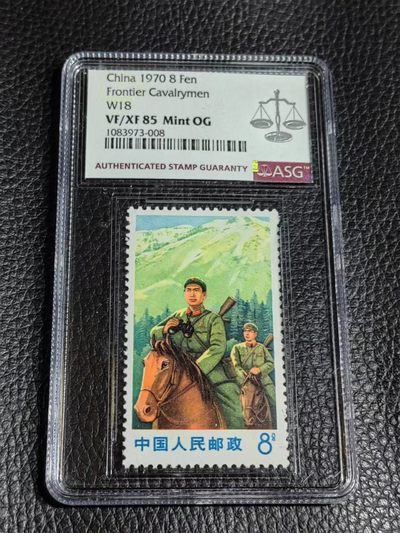 China 1970 8 Fen
Frontier Cavalrymen
W18
VF/XF 85 Mint OG
1083973-008
AUTHENTICATED STAMP GUARANTY
ASG™
中国人民邮政 8分